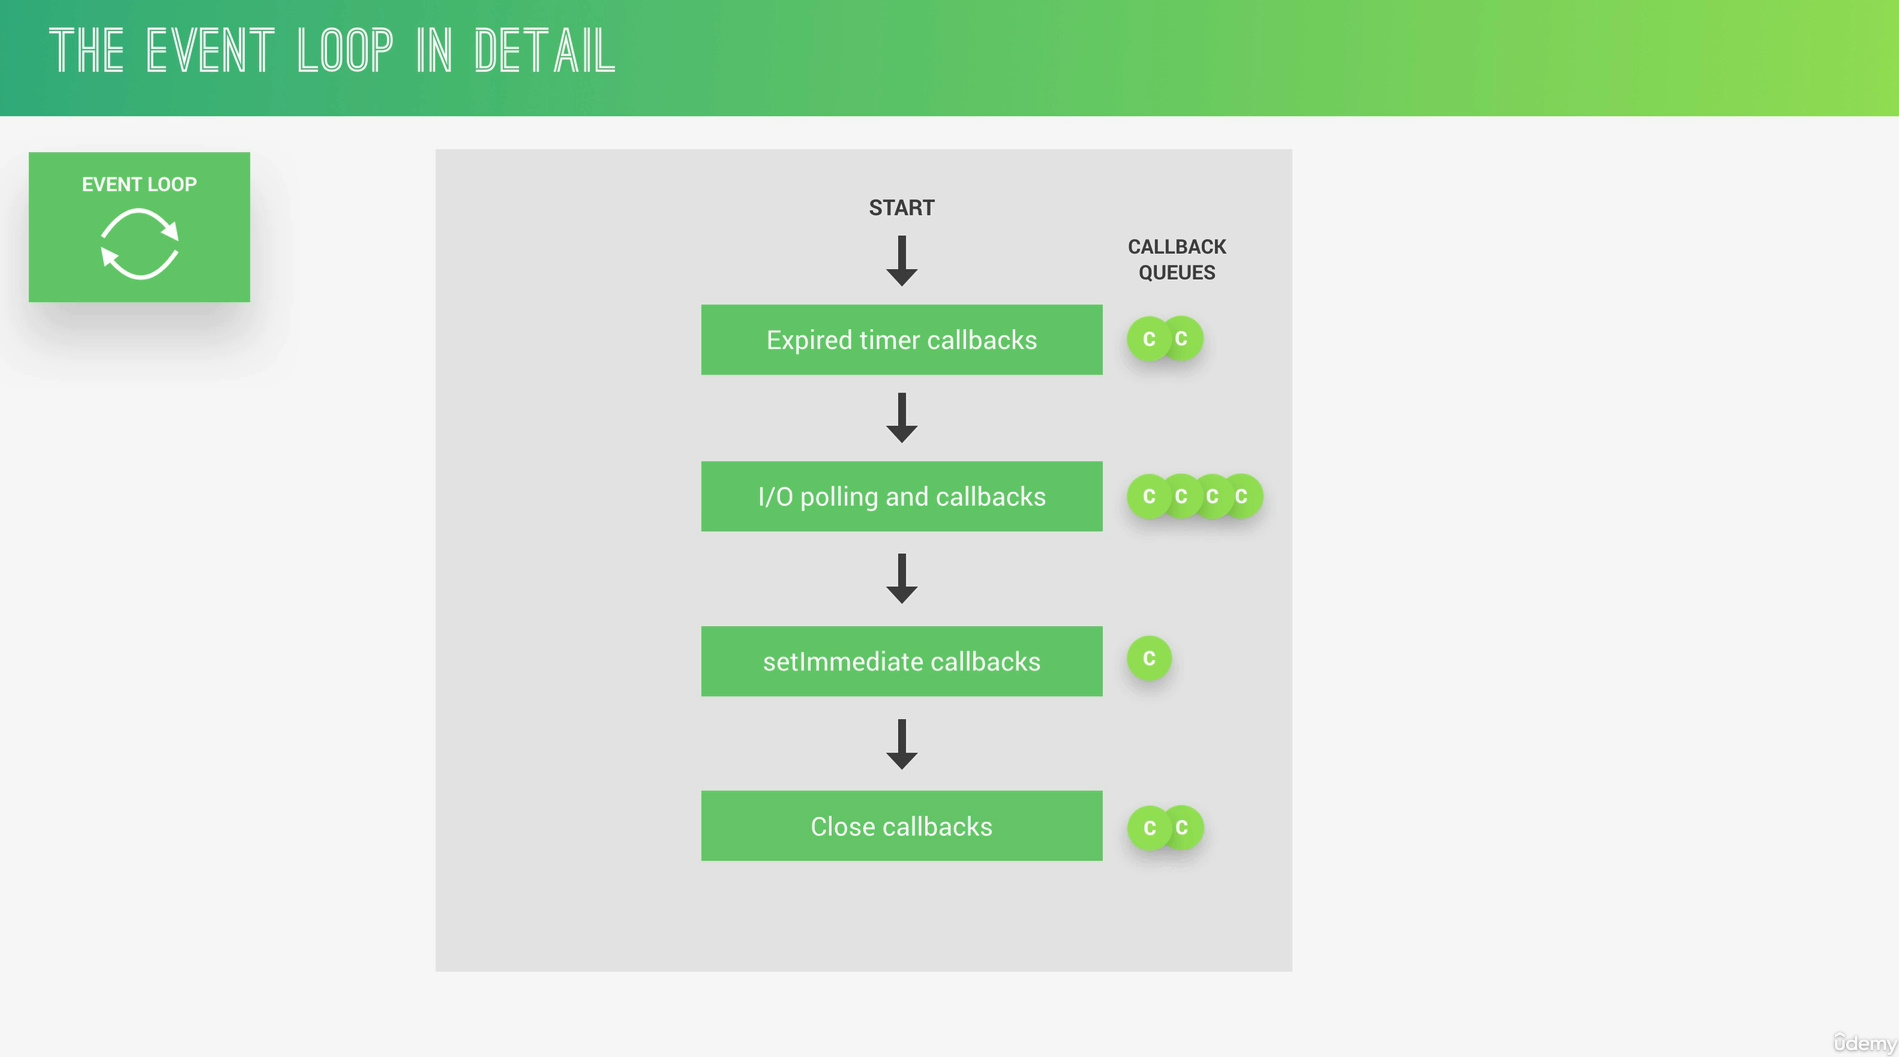 THE EVENT LOOP IN DETAIL
EVENT LOOP
START
CALLBACK
QUEUES
Expired timer callbacks
C C
I/O polling and callbacks
C C C C
setImmediate callbacks
C
Close callbacks
C C
ûdemy